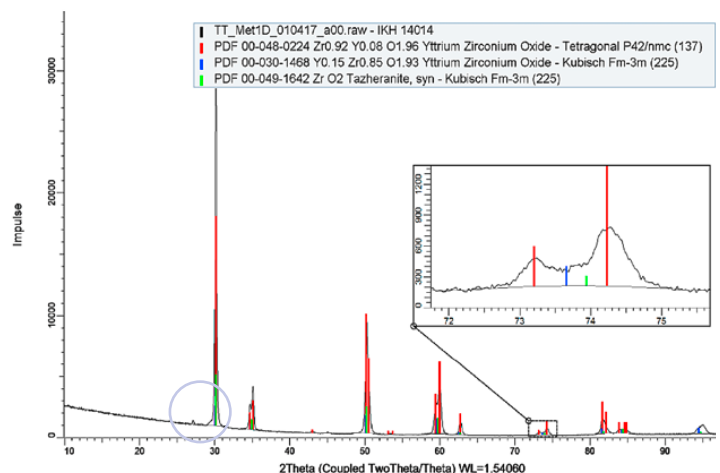 TT_Met1D_010417_a00.raw - IKH 14014
PDF 00-048-0224 Zr0.92 Y0.08 O1.96 Yttrium Zirconium Oxide - Tetragonal P42/nmc (137)
PDF 00-030-1468 Y0.15 Zr0.85 O1.93 Yttrium Zirconium Oxide - Kubisch Fm-3m (225)
PDF 00-049-1642 Zr O2 Tazheranite, syn - Kubisch Fm-3m (225)
Impulse
30000
20000
10000
0
0 300 600 900 1200
72 73 74 75
10 20 30 40 50 60 70 80 90
2Theta (Coupled TwoTheta/Theta) WL=1.54060